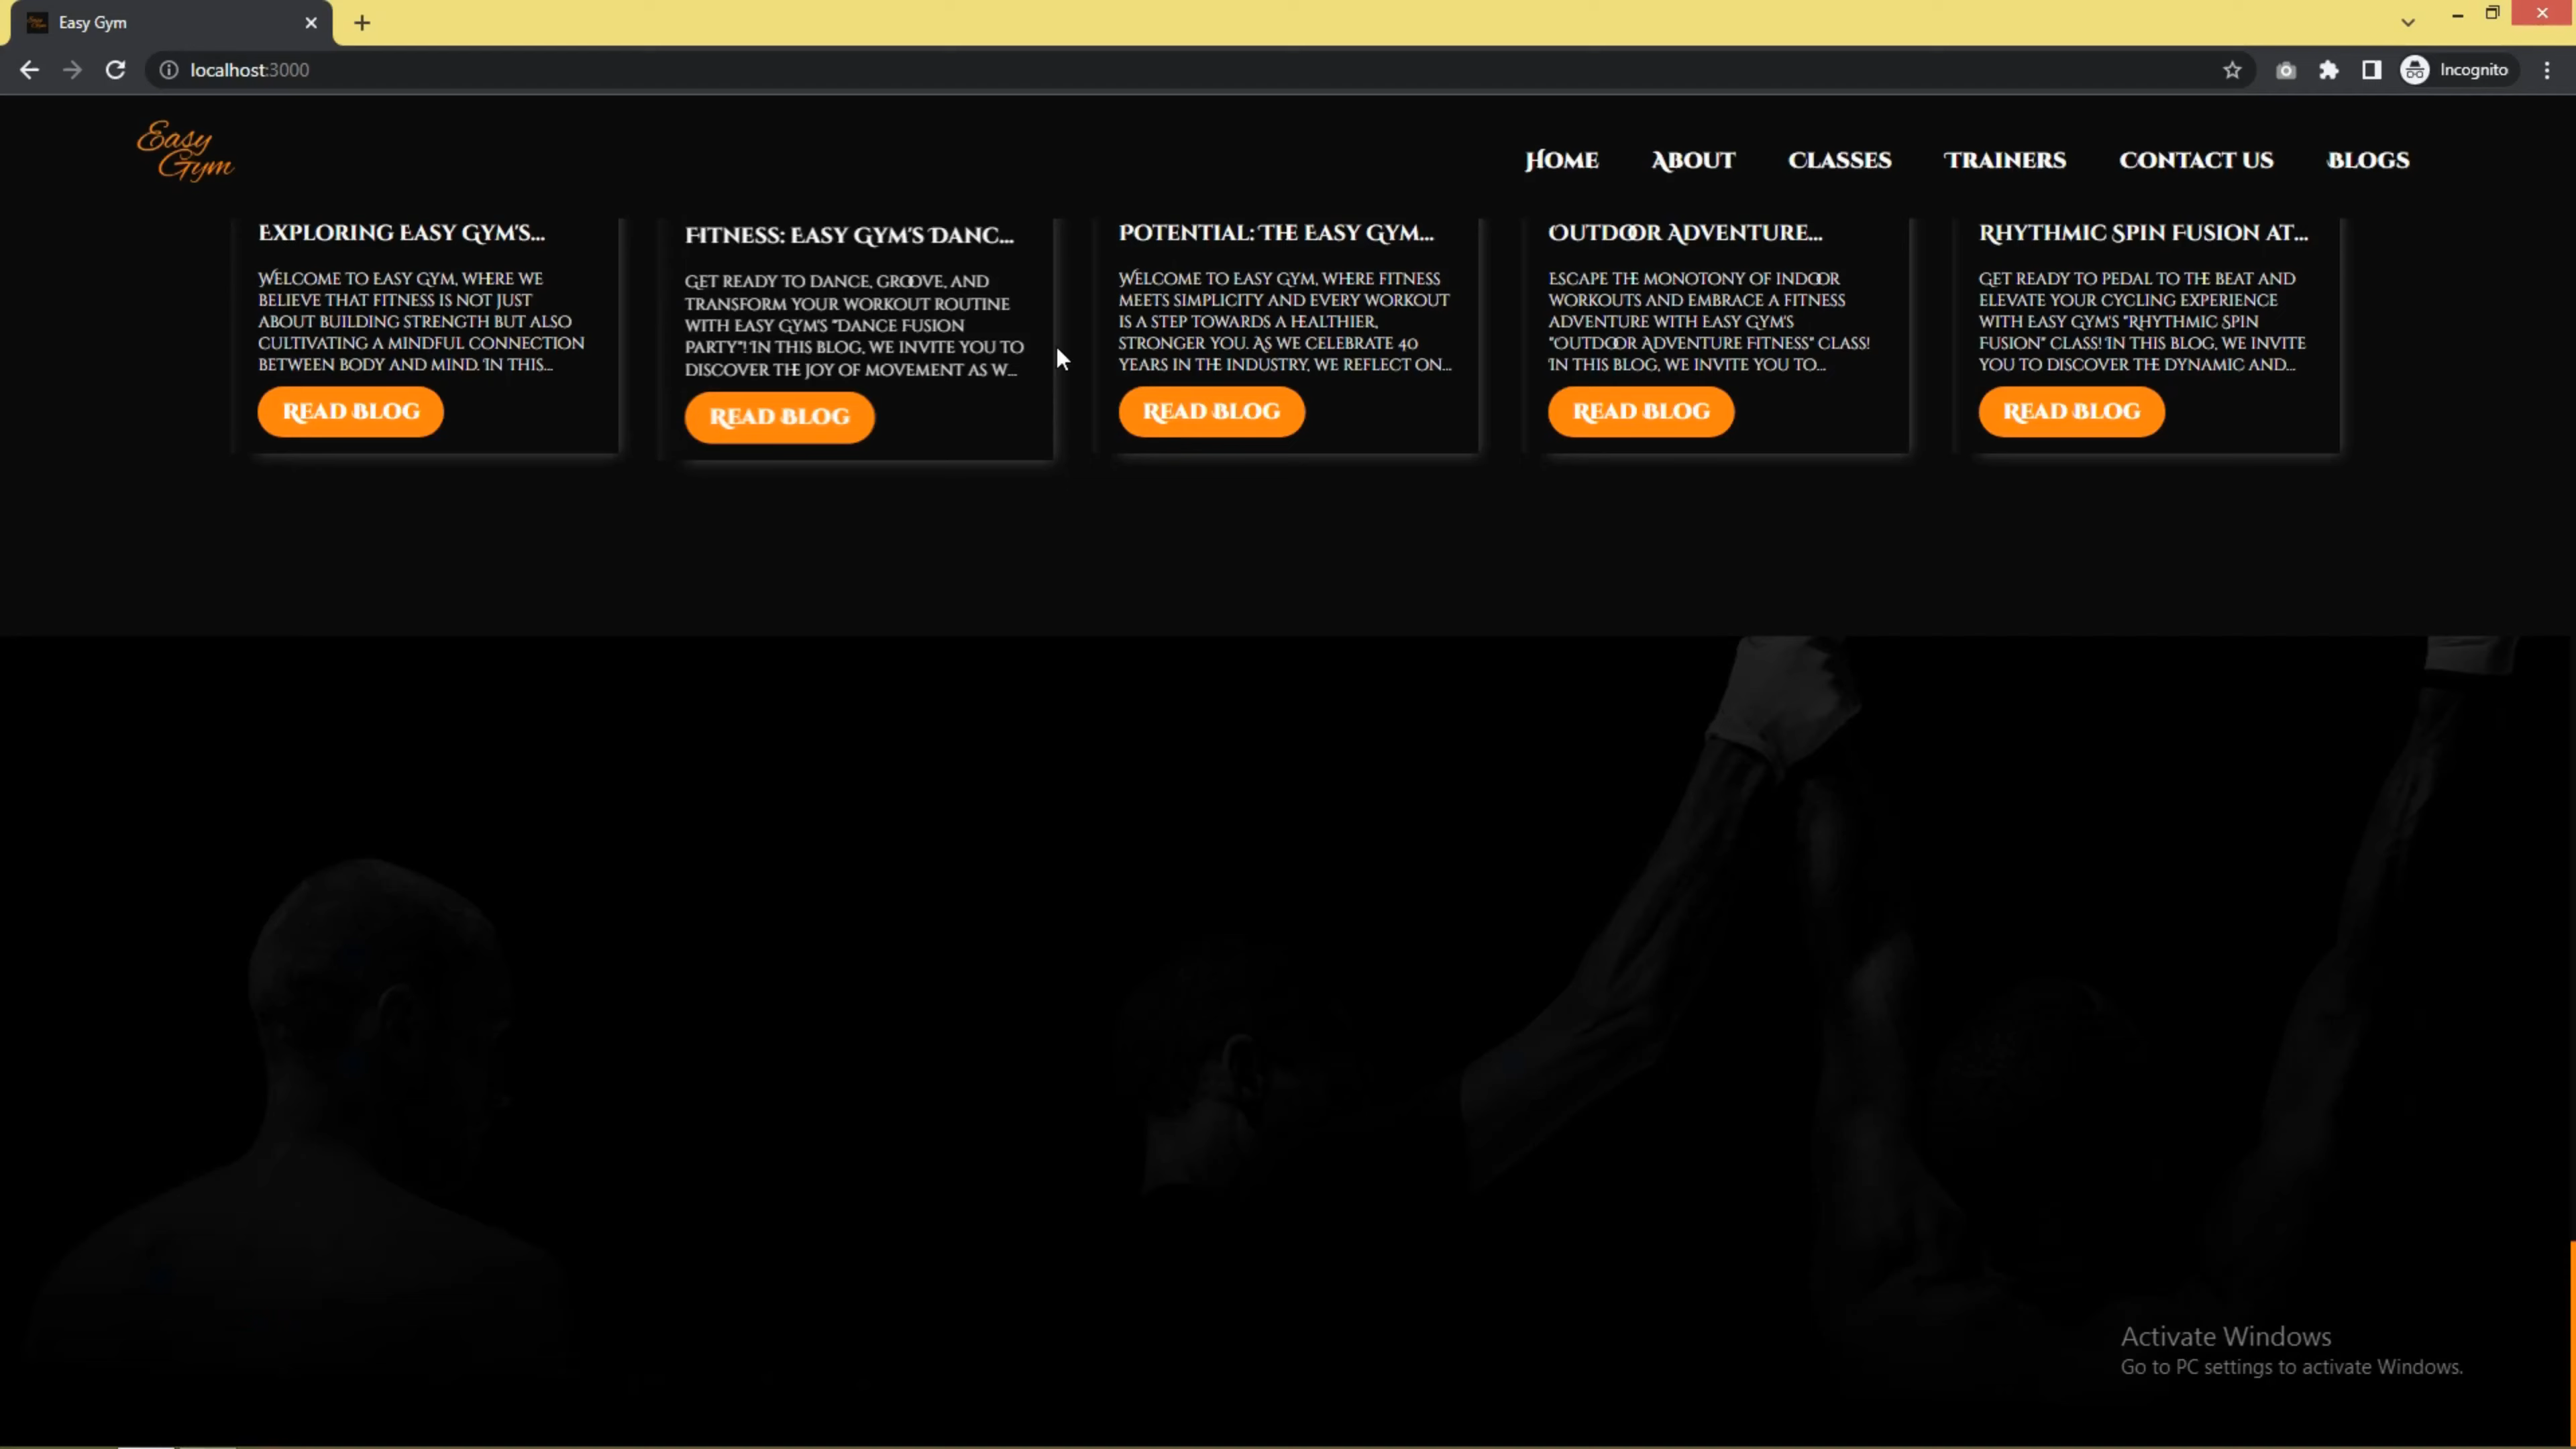 Easy Gym
localhost:3000
Incognito
Easy
Gym
Home About Classes Trainers Contact us Blogs
Exploring Easy Gym's...
Welcome to Easy Gym, where we
believe that fitness is not just
about building strength but also
cultivating a mindful connection
between body and mind. In this...
Read Blog
Fitness: Easy Gym's Danc...
Get ready to dance, groove, and
transform your workout routine
with Easy Gym's "Dance Fusion
Party"! In this blog, we invite you to
discover the joy of movement as w...
Read Blog
Potential: The Easy Gym...
Welcome to Easy Gym, where fitness
meets simplicity and every workout
is a step towards a healthier,
stronger you. As we celebrate 40
years in the industry, we reflect on...
Read Blog
Outdoor Adventure...
Escape the monotony of indoor
workouts and embrace a fitness
adventure with Easy Gym's
"Outdoor Adventure Fitness" class!
In this blog, we invite you to...
Read Blog
Rhythmic Spin Fusion at...
Get ready to pedal to the beat and
elevate your cycling experience
with Easy Gym's "Rhythmic Spin
Fusion" class! In this blog, we invite
you to discover the dynamic and...
Read Blog
Activate Windows
Go to PC settings to activate Windows.